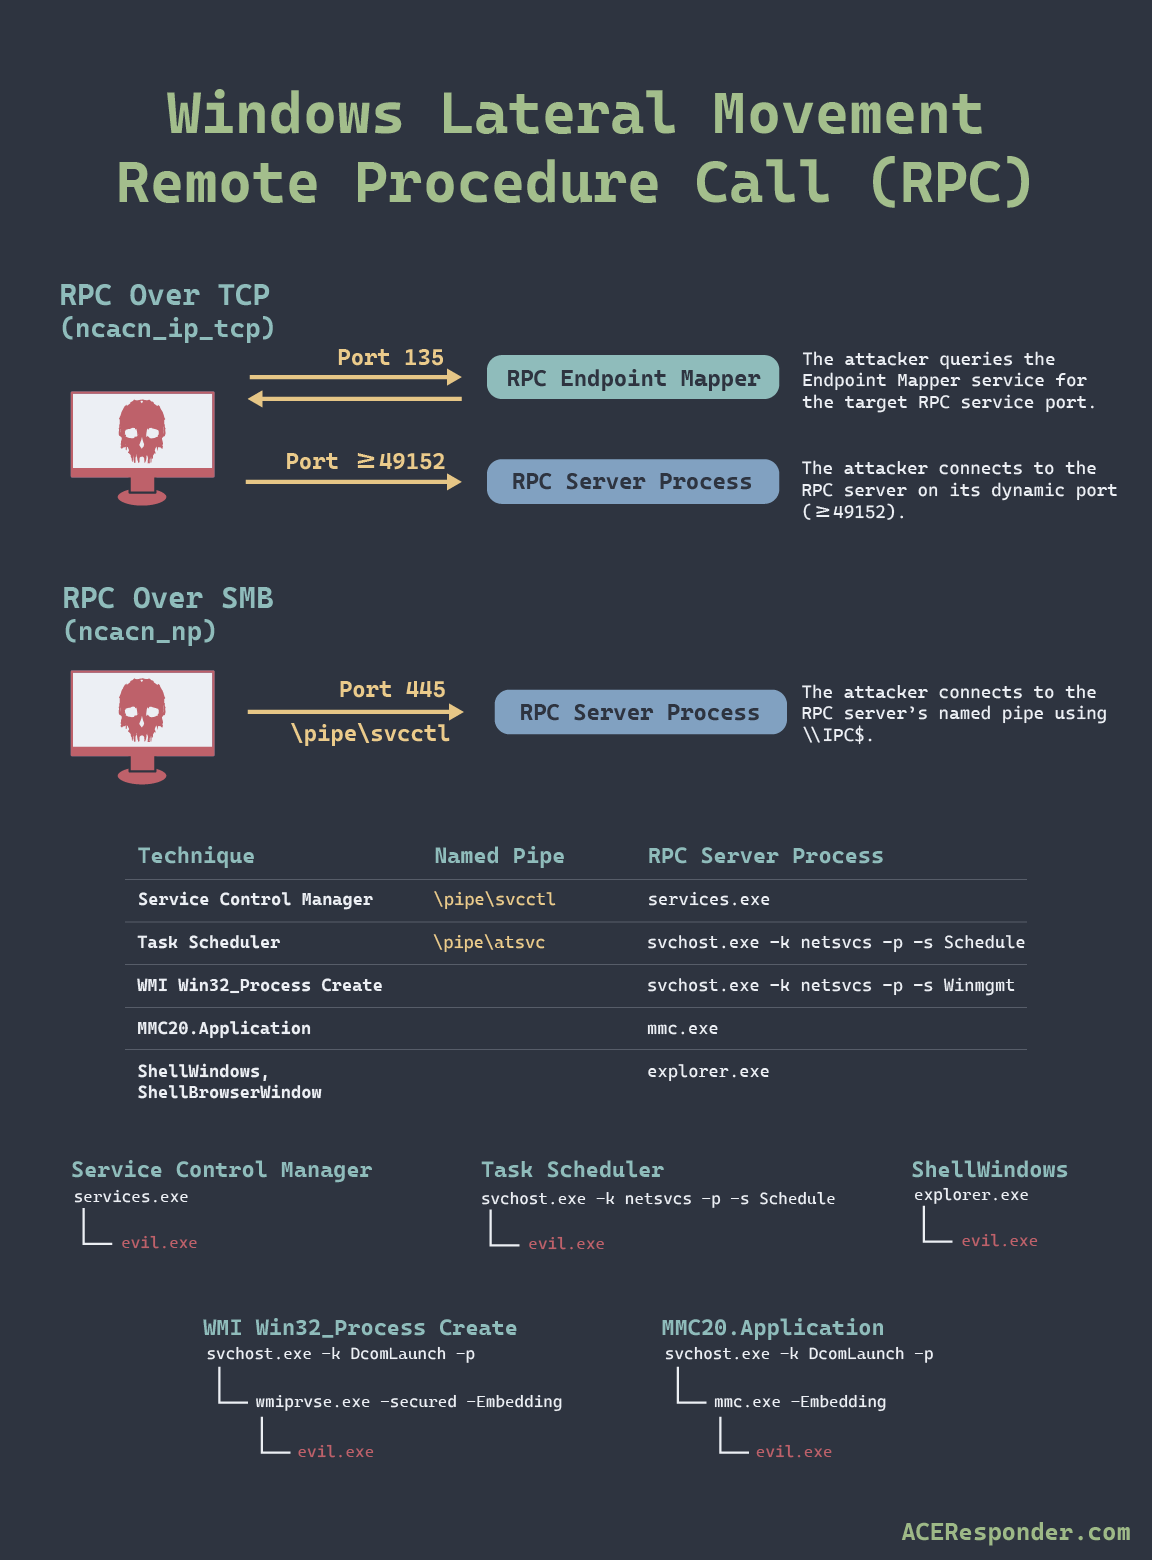 Windows Lateral Movement
Remote Procedure Call (RPC)
RPC Over TCP
(ncacn_ip_tcp)
Port 135
RPC Endpoint Mapper
The attacker queries the
Endpoint Mapper service for
the target RPC service port.
Port ≥49152
RPC Server Process
The attacker connects to the
RPC server on its dynamic port
(≥49152).
RPC Over SMB
(ncacn_np)
Port 445
\pipe\svcctl
RPC Server Process
The attacker connects to the
RPC server’s named pipe using
\\IPC$.
Technique Named Pipe RPC Server Process
Service Control Manager \pipe\svcctl services.exe
Task Scheduler \pipe\atsvc svchost.exe -k netsvcs -p -s Schedule
WMI Win32_Process Create svchost.exe -k netsvcs -p -s Winmgmt
MMC20.Application mmc.exe
ShellWindows, explorer.exe
ShellBrowserWindow
Service Control Manager
services.exe
evil.exe
Task Scheduler
svchost.exe -k netsvcs -p -s Schedule
evil.exe
ShellWindows
explorer.exe
evil.exe
WMI Win32_Process Create
svchost.exe -k DcomLaunch -p
wmiprvse.exe -secured -Embedding
evil.exe
MMC20.Application
svchost.exe -k DcomLaunch -p
mmc.exe -Embedding
evil.exe
ACEResponder.com